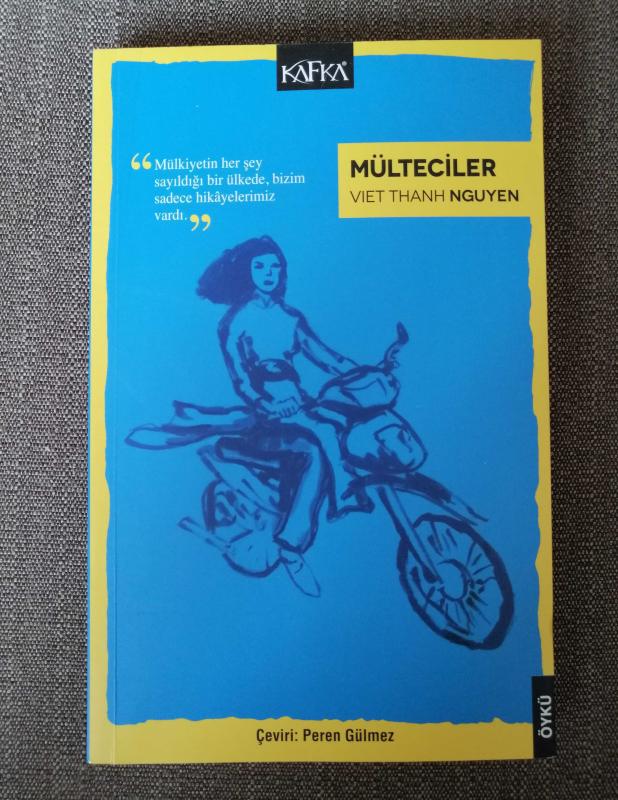 KAFKA
“Mülkiyetin her şey
sayıldığı bir ülkede, bizim
sadece hikâyelerimiz
vardı.”
MÜLTECİLER
VIET THANH NGUYEN
ÖYKÜ
Çeviri: Peren Gülmez